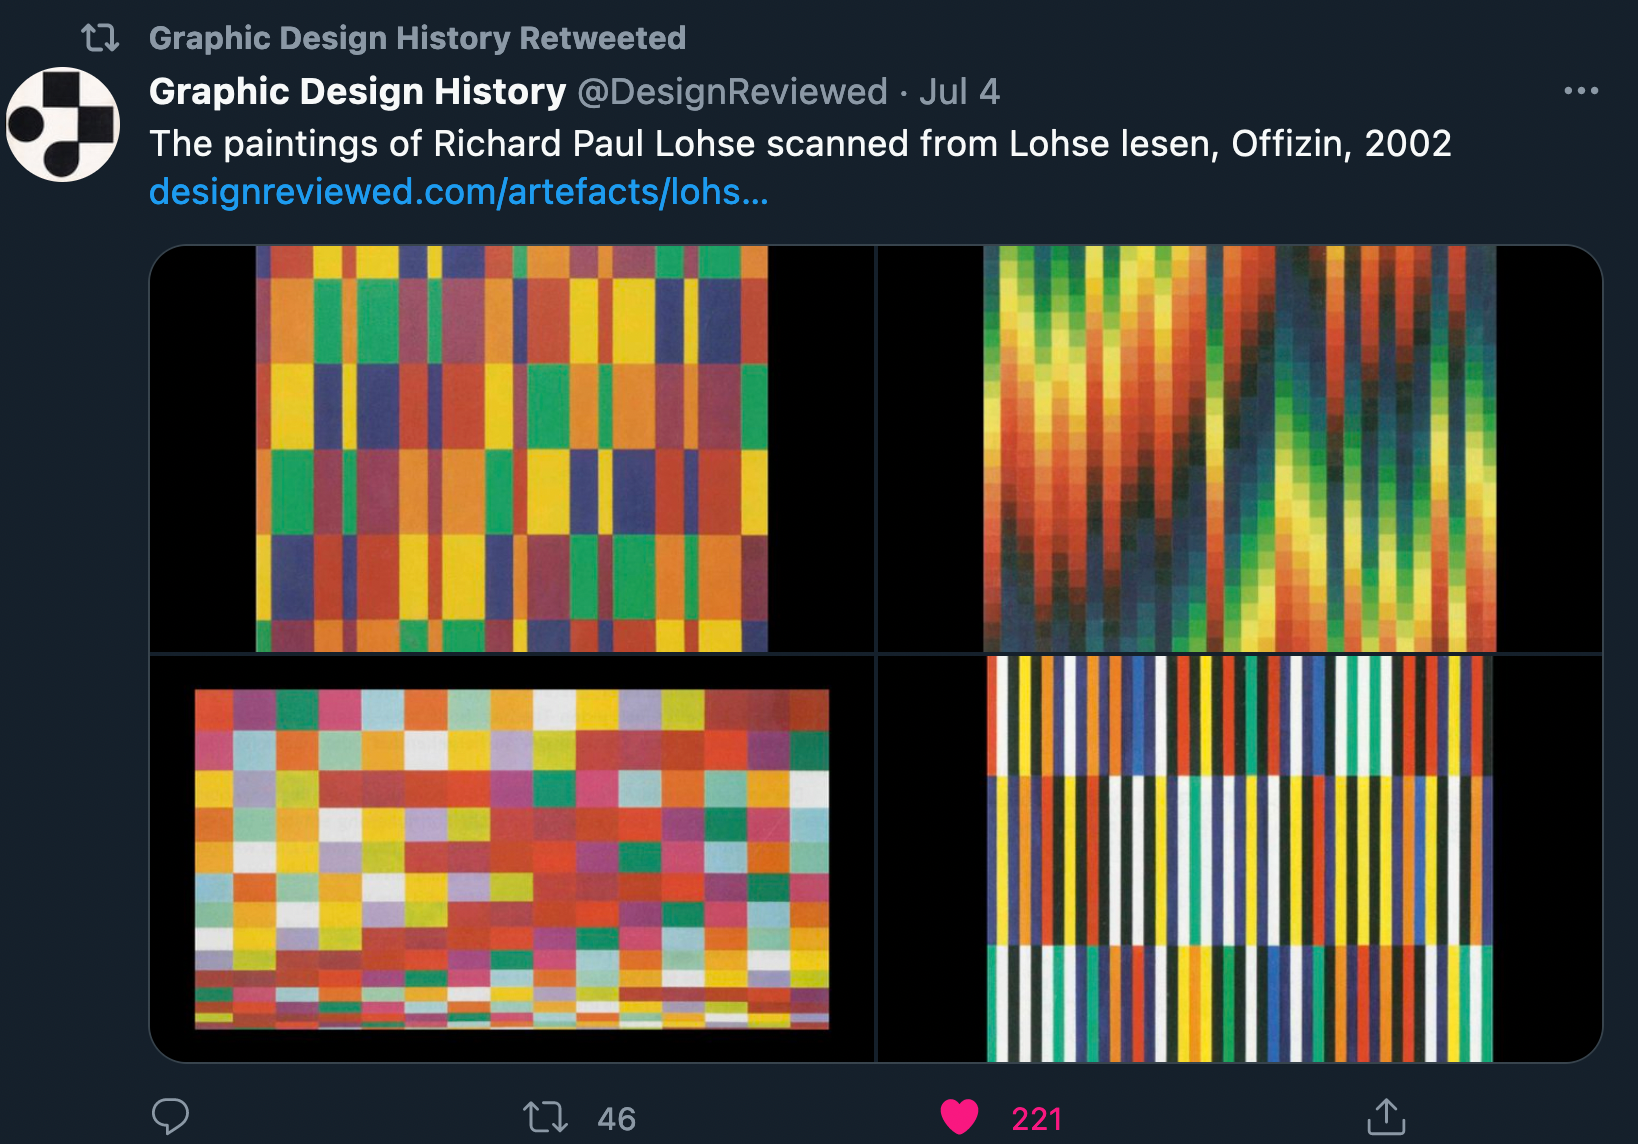 Graphic Design History Retweeted
Graphic Design History @DesignReviewed · Jul 4
The paintings of Richard Paul Lohse scanned from Lohse lesen, Offizin, 2002
designreviewed.com/artefacts/lohs...
46
221